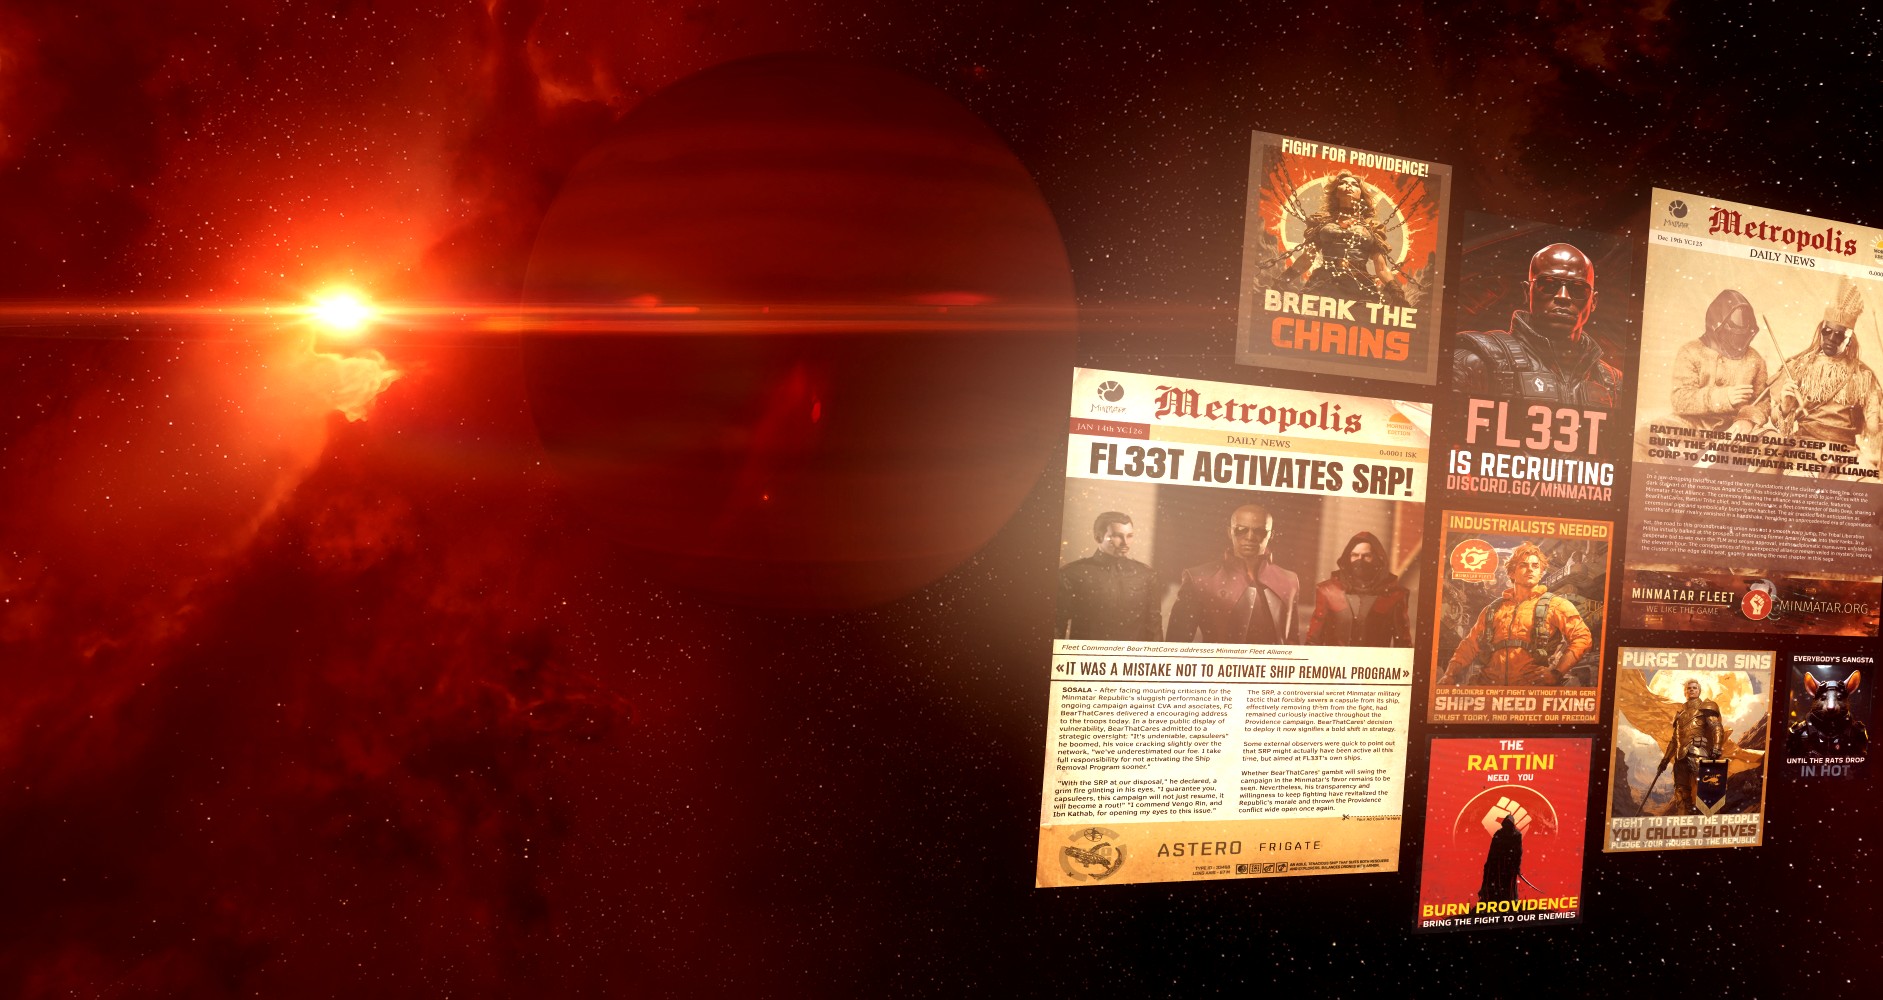 FIGHT FOR PROVIDENCE!
BREAK THE
CHAINS
MINMATAR
Metropolis
JAN 14th YC126
DAILY NEWS
MORNING
EDITION
0.0001 ISK
FL33T ACTIVATES SRP!
Fleet Commander BearThatCares addresses Minmatar Fleet Alliance
«IT WAS A MISTAKE NOT TO ACTIVATE SHIP REMOVAL PROGRAM»
SOSALA - After facing mounting criticism for the
Minmatar Republic's sluggish performance in the
ongoing campaign against CVA and asociates, FC
BearThatCares delivered a encouraging address
to the troops today. In a brave public display of
vulnerability, BearThatCares admitted to a
strategic oversight: "It's undeniable, capsuleers"
he boomed, his voice cracking slightly over the
network, "we've underestimated our foe. I take
full responsibility for not activating the Ship
Removal Program sooner."
"With the SRP at our disposal," he declared, a
grim fire glinting in his eyes, "I guarantee you,
capsuleers, this campaign will not just resume, it
will become a rout!" "I commend Vengo Rin, and
Ibn Kathab, for opening my eyes to this issue."
The SRP, a controversial secret Minmatar military
tactic that forcibly severs a capsule from its ship,
effectively removing them from the fight, had
remained curiously inactive throughout the
Providence campaign. BearThatCares' decision
to deploy it now signifies a bold shift in strategy.
Some external observers were quick to point out
that SRP might actually have been active all this
time, but aimed at FL33T's own ships.
Whether BearThatCares' gambit will swing the
campaign in the Minmatar's favor remains to be
seen. Nevertheless, his transparency and
willingness to keep fighting have revitalized the
Republic's morale and thrown the Providence
conflict wide open once again.
ASTERO FRIGATE
FL33T
IS RECRUITING
DISCORD.GG/MINMATAR
INDUSTRIALISTS NEEDED
MINMATAR FLEET
OUR SOLDIERS CAN'T FIGHT WITHOUT THEIR GEAR
SHIPS NEED FIXING
ENLIST TODAY, AND PROTECT OUR FREEDOM
THE
RATTINI
NEED YOU
BURN PROVIDENCE
BRING THE FIGHT TO OUR ENEMIES
Metropolis
Dec 19th YC125
DAILY NEWS
RATTINI TRIBE AND BALLS DEEP INC.
BURY THE HATCHET: EX-ANGEL CARTEL
CORP TO JOIN MINMATAR FLEET ALLIANCE
MINMATAR FLEET
WE LIKE THE GAME
MINMATAR.ORG
PURGE YOUR SINS
FIGHT TO FREE THE PEOPLE
YOU CALLED SLAVES
PLEDGE YOUR HOUSE TO THE REPUBLIC
EVERYBODY'S GANGSTA
UNTIL THE RATS DROP
IN HOT